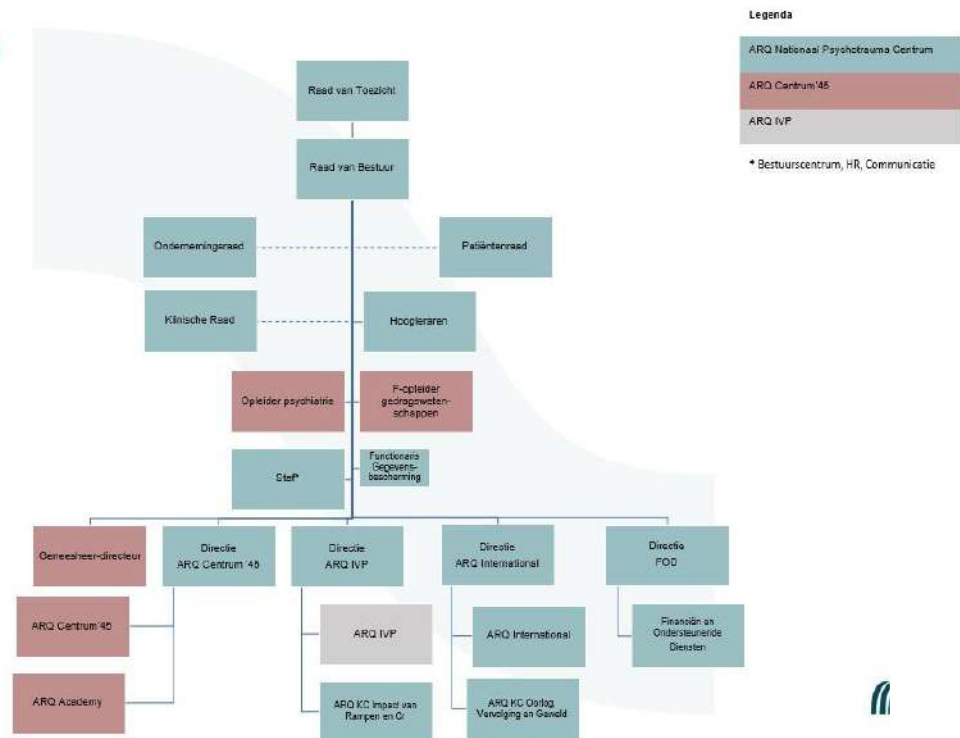 Legenda
ARQ Nationaal Psychotrauma Centrum
ARQ Centrum'45
ARQ IVP
* Bestuurscentrum, HR, Communicatie
Raad van Toezicht
Raad van Bestuur
Ondernemingsraad
Patiëntenraad
Klinische Raad
Hoogleraren
Opleider psychiatrie
P-opleider
gedragsweten-
schappen
Staf*
Functionaris
Gegevens-
bescherming
Geneesheer-directeur
Directie
ARQ Centrum '45
Directie
ARQ IVP
Directie
ARQ International
Directie
FOD
ARQ Centrum'45
ARQ IVP
ARQ International
Financiën en
Ondersteunende
Diensten
ARQ Academy
ARQ KC Impact van
Rampen en Cr
ARQ KC Oorlog,
Vervolging en Geweld